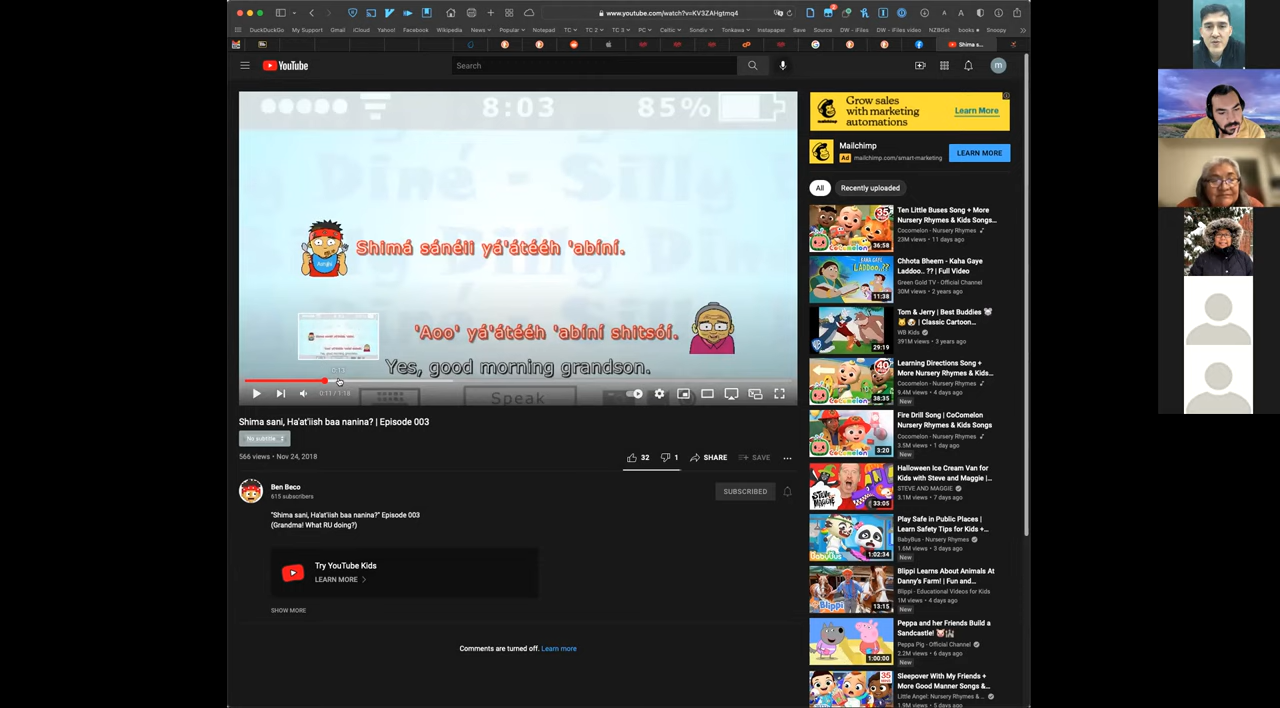 www.youtube.com/watch?v=KV3ZAHgtmq4
DuckDuckGo My Support Gmail iCloud Yahoo! Facebook Wikipedia News Popular Notepad TC TC 2 TC 3 PC Celtic Sondiv Tonkawa Instapaper Save Source DW - iFiles DW - iFiles video NZBGet books Snoopy
Shima s...
YouTube
Search
m
8:03 85%
Shimá sánéii yá'átééh 'abíní.
Aangii
'Aoo' yá'átééh 'abíní shitsóí.
Yes, good morning grandson.
0:13
0:11 / 1:18
Speak
Shima sani, Ha'at'iish baa nanina? | Episode 003
No subtitle
566 views • Nov 24, 2018
32 1 SHARE SAVE
Ben Beco
615 subscribers
SUBSCRIBED
"Shima sani, Ha'at'iish baa nanina?" Episode 003
(Grandma! What RU doing?)
Try YouTube Kids
LEARN MORE
SHOW MORE
Comments are turned off. Learn more
Grow sales
with marketing
automations
Learn More
Mailchimp
Ad mailchimp.com/smart-marketing
LEARN MORE
All Recently uploaded
Ten Little Buses Song + More
Nursery Rhymes & Kids Songs...
Cocomelon - Nursery Rhymes
23M views • 11 days ago
36:58
Chhota Bheem - Kaha Gaye
Laddoo.. ?? | Full Video
Green Gold TV - Official Channel
30M views • 2 years ago
11:38
Tom & Jerry | Best Buddies
| Classic Cartoon...
WB Kids
391M views • 3 years ago
29:19
Learning Directions Song +
More Nursery Rhymes & Kids...
Cocomelon - Nursery Rhymes
9.4M views • 4 days ago
New
38:35
Fire Drill Song | CoComelon
Nursery Rhymes & Kids Songs
Cocomelon - Nursery Rhymes
3.5M views • 1 day ago
New
3:20
Halloween Ice Cream Van for
Kids with Steve and Maggie |...
STEVE AND MAGGIE
3.1M views • 7 days ago
33:05
Play Safe in Public Places |
Learn Safety Tips for Kids +...
BabyBus - Nursery Rhymes
1.6M views • 3 days ago
New
1:02:34
Blippi Learns About Animals At
Danny's Farm! | Fun and...
Blippi - Educational Videos for Kids
1M views • 4 days ago
New
13:15
Peppa and her Friends Build a
Sandcastle!
Peppa Pig - Official Channel
2.2M views • 6 days ago
New
1:00:00
Sleepover With My Friends +
More Good Manner Songs &...
Little Angel: Nursery Rhymes &...
1.9M views • 5 days ago
35